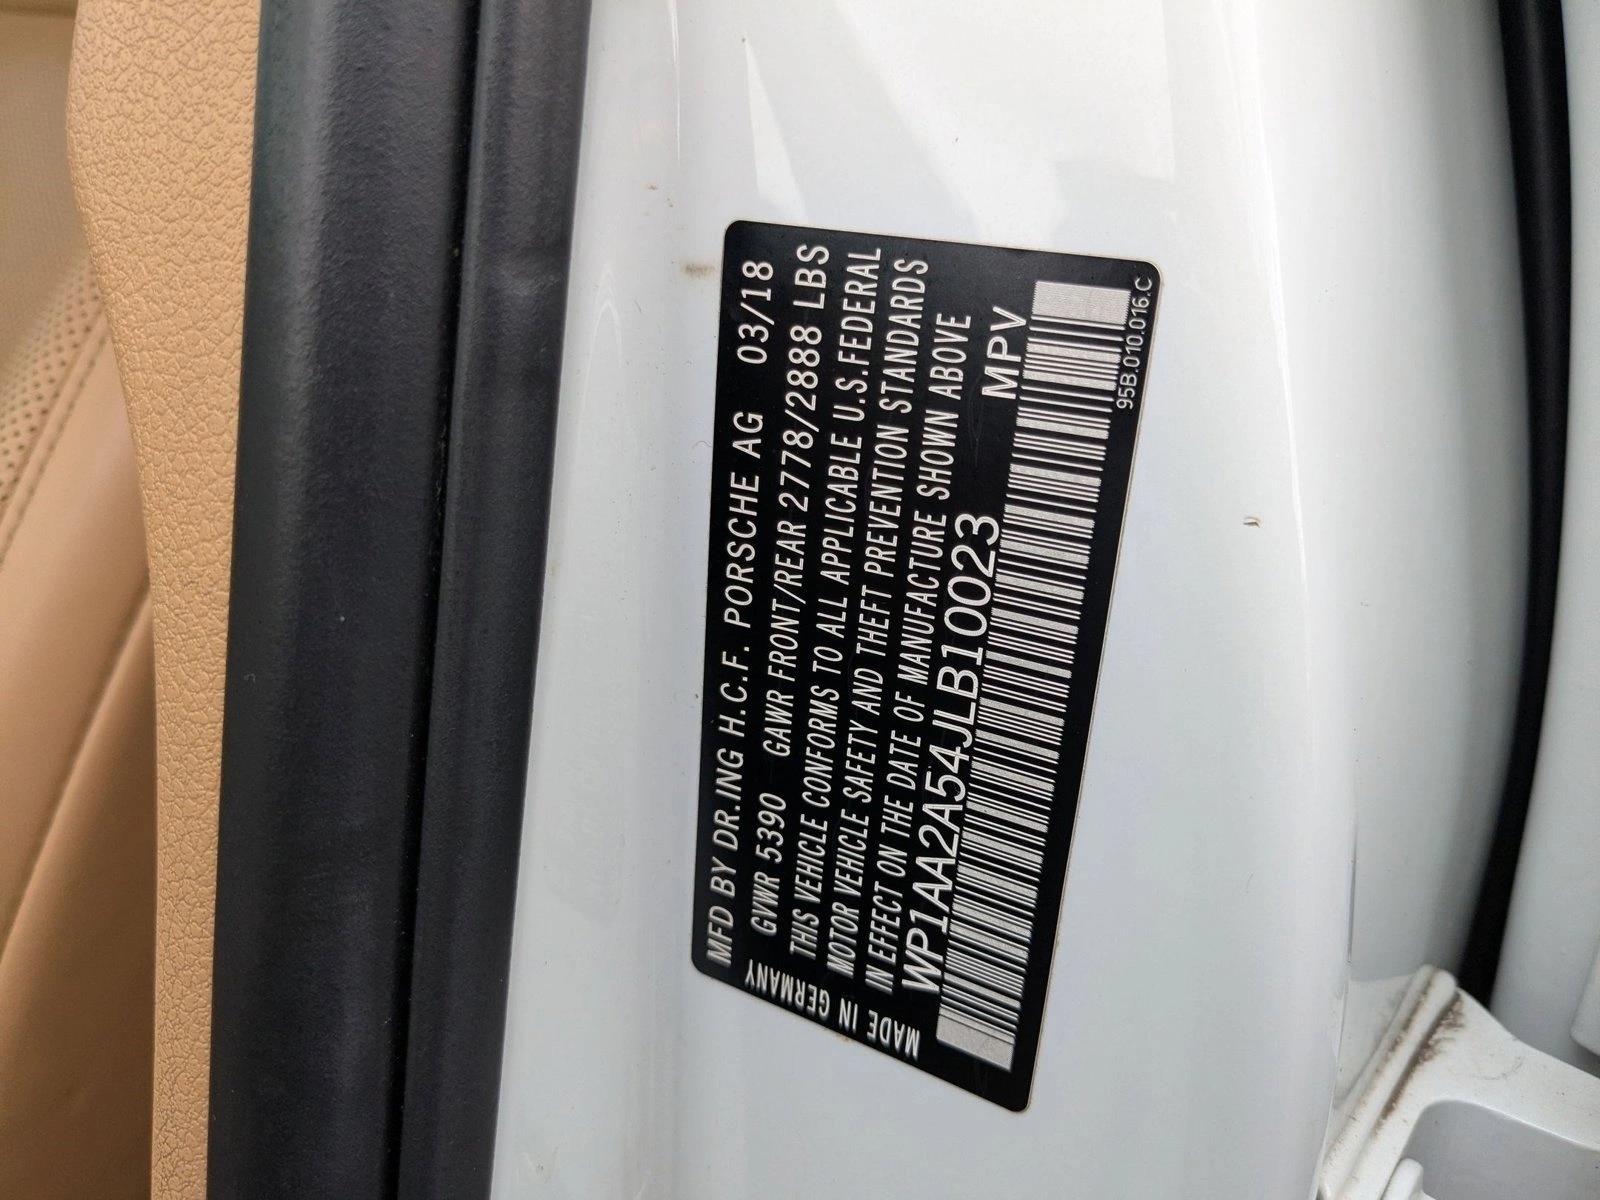 MFD BY DR.ING H.C.F. PORSCHE AG 03/18
GVWR 5390 GAWR FRONT/REAR 2778/2888 LBS
THIS VEHICLE CONFORMS TO ALL APPLICABLE U.S.FEDERAL
MOTOR VEHICLE SAFETY AND THEFT PREVENTION STANDARDS
IN EFFECT ON THE DATE OF MANUFACTURE SHOWN ABOVE
WP1AA2A54JLB10023 MPV
95B.010.016.C
MADE IN GERMANY